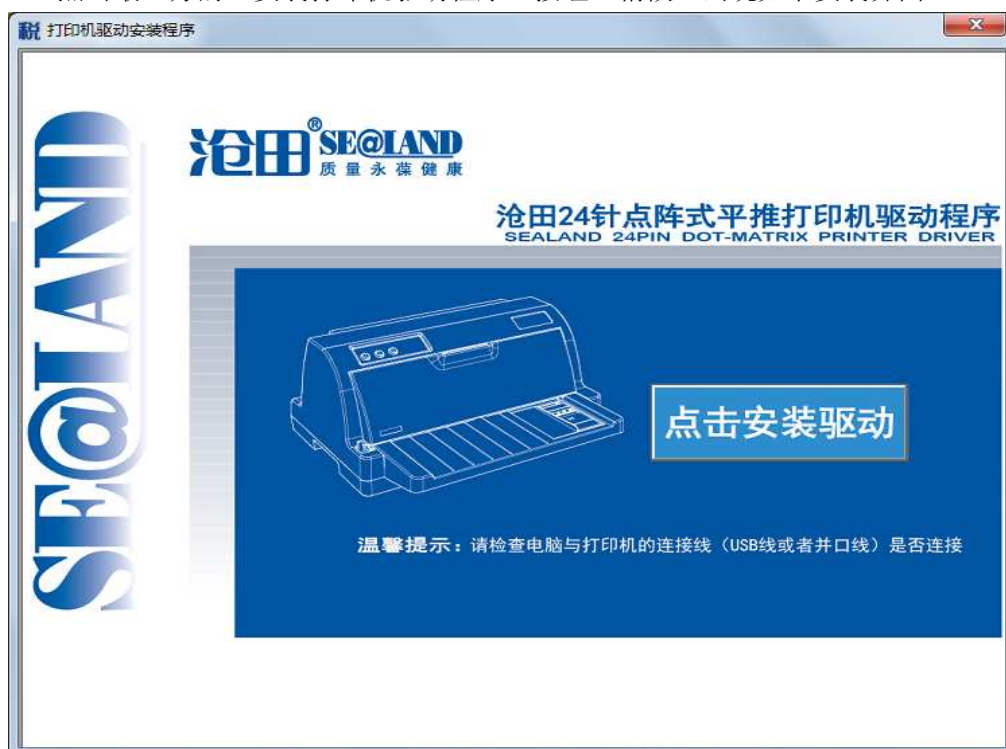 税 打印机驱动安装程序
SE@LAND
沧田® SE@LAND
质量永葆健康
沧田24针点阵式平推打印机驱动程序
SEALAND 24PIN DOT-MATRIX PRINTER DRIVER
点击安装驱动
温馨提示：请检查电脑与打印机的连接线（USB线或者并口线）是否连接